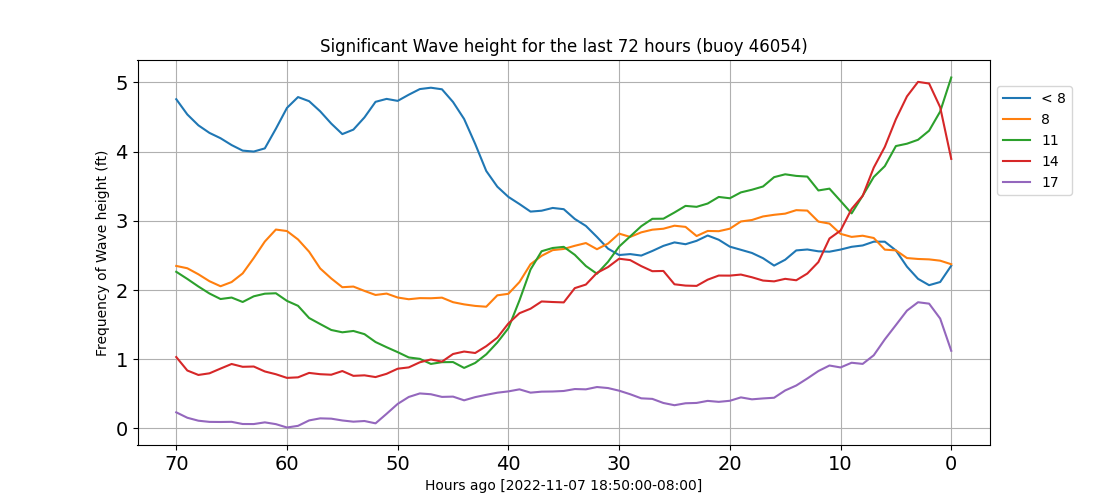 Significant Wave height for the last 72 hours (buoy 46054)
Frequency of Wave height (ft)
5
4
3
2
1
0
70 60 50 40 30 20 10 0
Hours ago [2022-11-07 18:50:00-08:00]
< 8
8
11
14
17